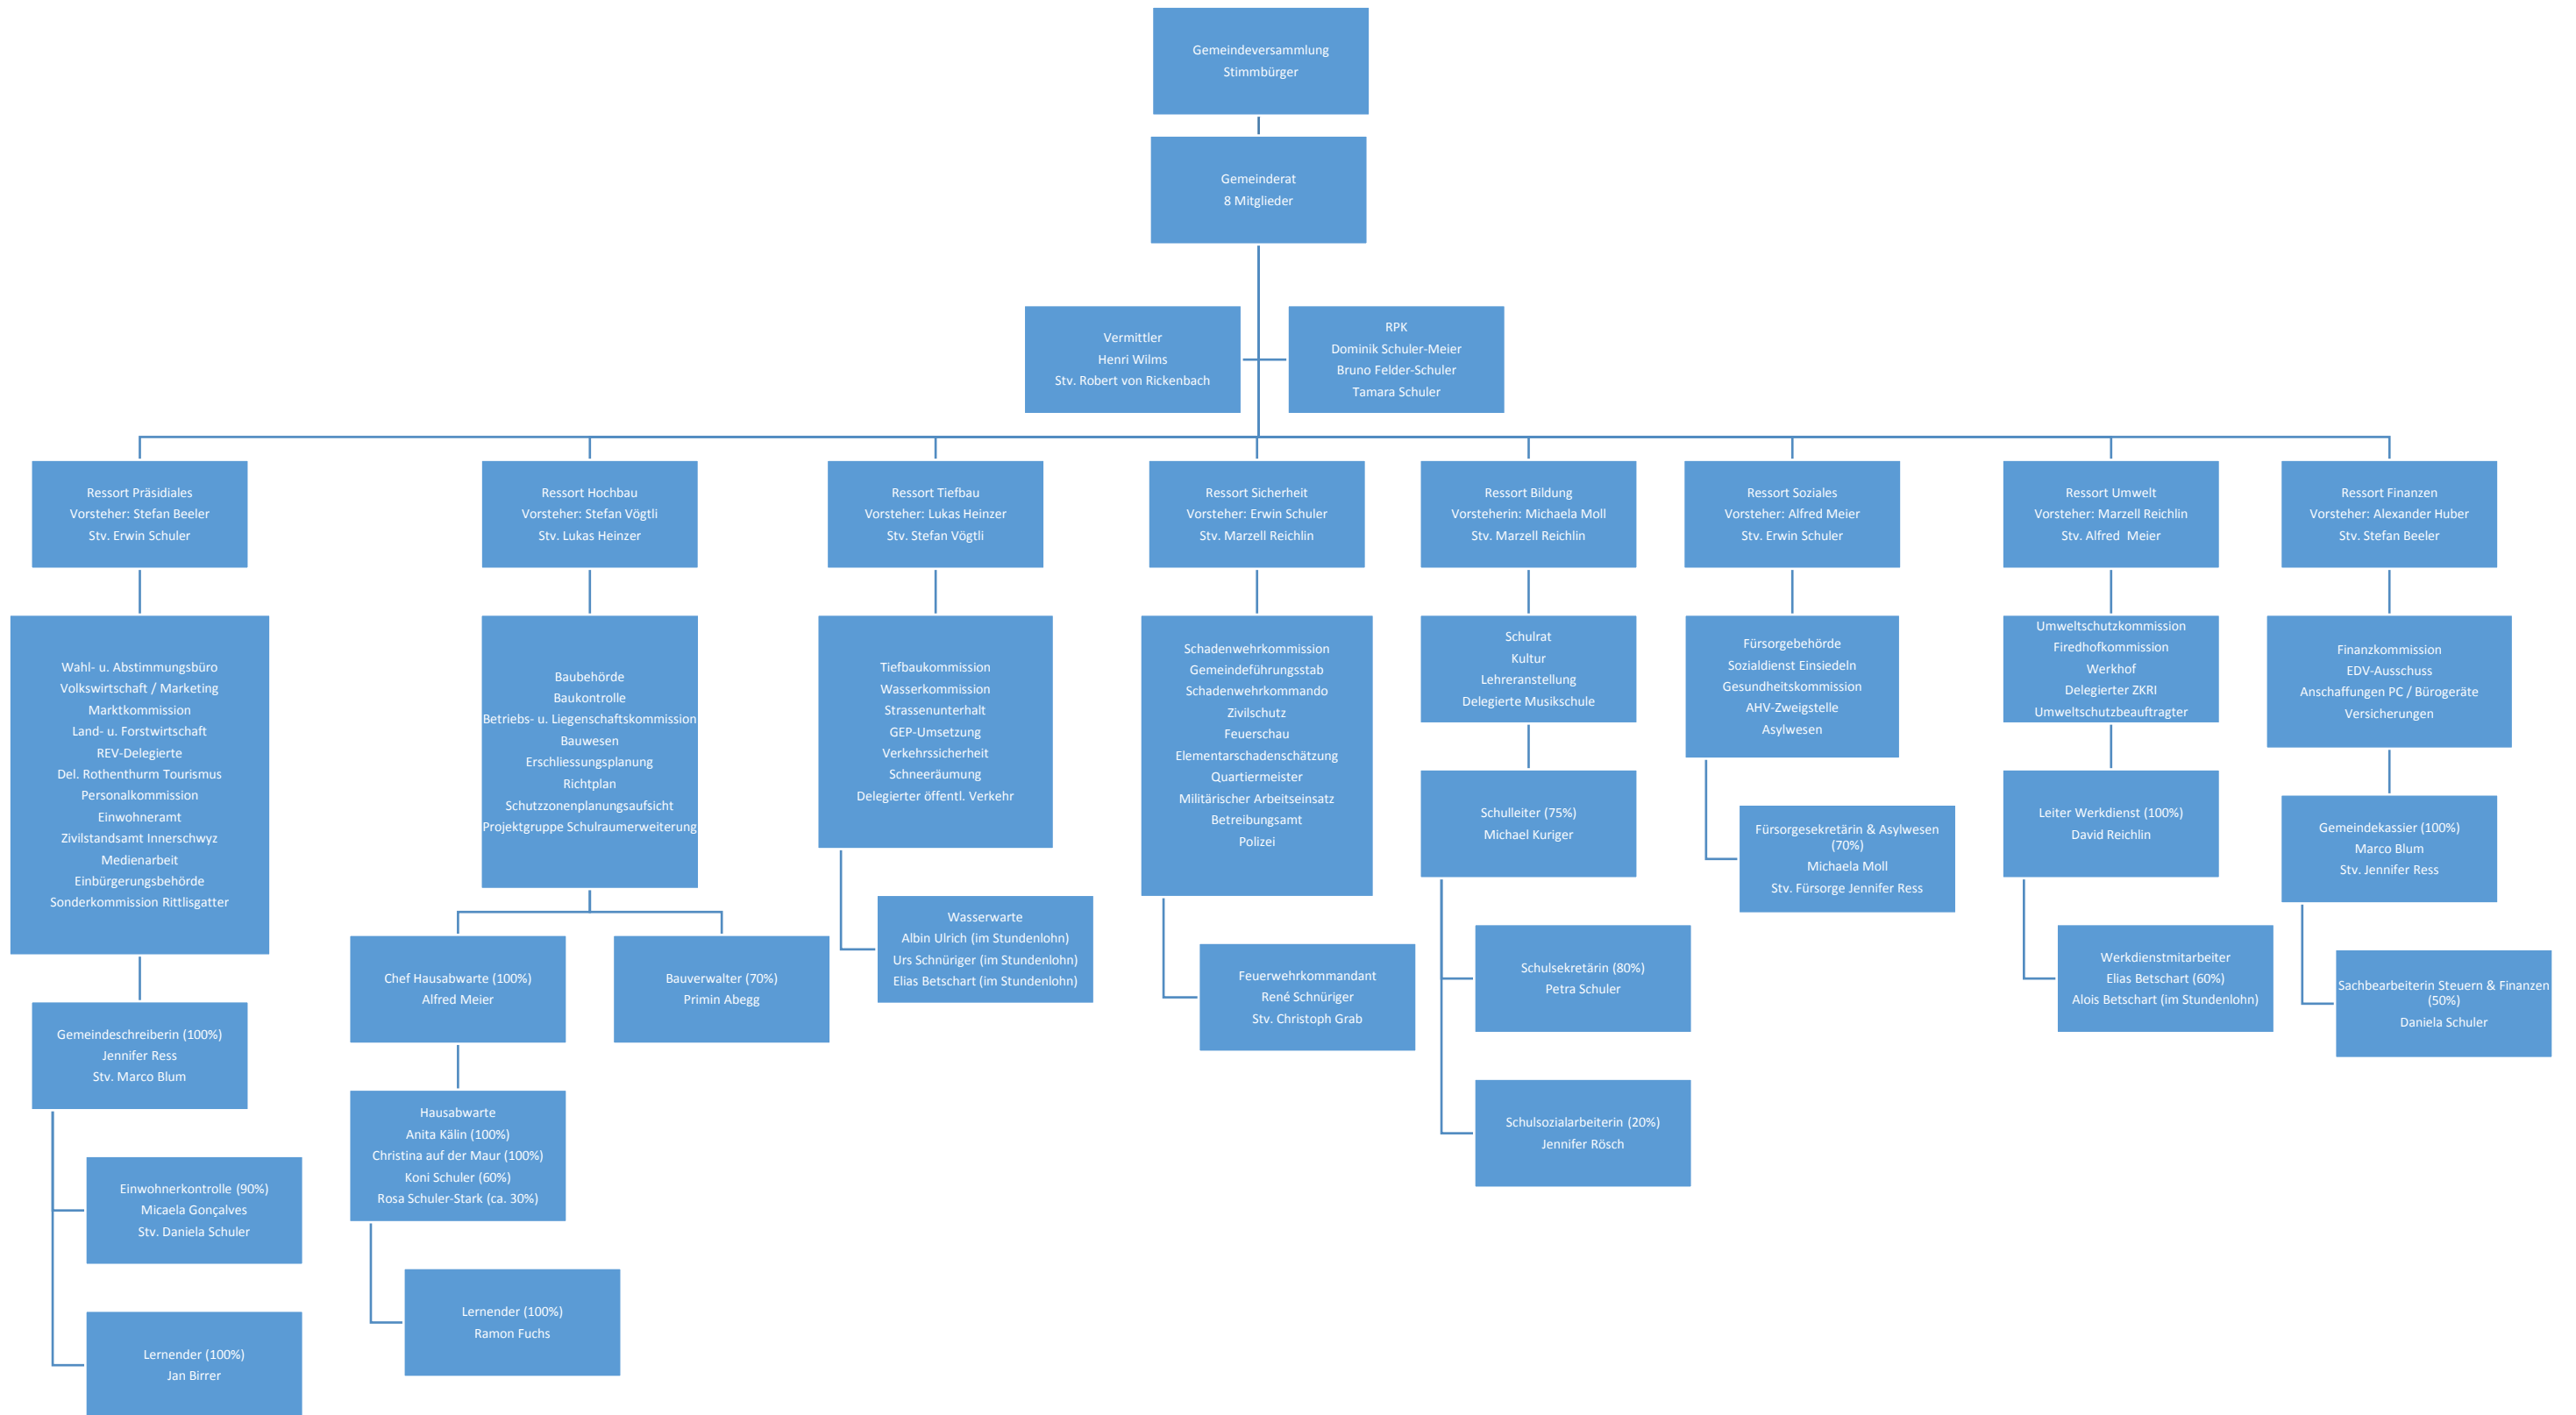 Gemeindeversammlung
Stimmbürger
Gemeinderat
8 Mitglieder
Vermittler
Henri Wilms
Stv. Robert von Rickenbach
RPK
Dominik Schuler-Meier
Bruno Felder-Schuler
Tamara Schuler
Ressort Präsidiales
Vorsteher: Stefan Beeler
Stv. Erwin Schuler
Wahl- u. Abstimmungsbüro
Volkswirtschaft / Marketing
Marktkommission
Land- u. Forstwirtschaft
REV-Delegierte
Del. Rothenthurm Tourismus
Personalkommission
Einwohneramt
Zivilstandsamt Innerschwyz
Medienarbeit
Einbürgerungsbehörde
Sonderkommission Rittlisgatter
Gemeindeschreiberin (100%)
Jennifer Ress
Stv. Marco Blum
Einwohnerkontrolle (90%)
Micaela Gonçalves
Stv. Daniela Schuler
Lernender (100%)
Jan Birrer
Ressort Hochbau
Vorsteher: Stefan Vögtli
Stv. Lukas Heinzer
Baubehörde
Baukontrolle
Betriebs- u. Liegenschaftskommission
Bauwesen
Erschliessungsplanung
Richtplan
Schutzzonenplanungsaufsicht
Projektgruppe Schulraumerweiterung
Chef Hausabwarte (100%)
Alfred Meier
Hausabwarte
Anita Kälin (100%)
Christina auf der Maur (100%)
Koni Schuler (60%)
Rosa Schuler-Stark (ca. 30%)
Lernender (100%)
Ramon Fuchs
Bauverwalter (70%)
Primin Abegg
Ressort Tiefbau
Vorsteher: Lukas Heinzer
Stv. Stefan Vögtli
Tiefbaukommission
Wasserkommission
Strassenunterhalt
GEP-Umsetzung
Verkehrssicherheit
Schneeräumung
Delegierter öffentl. Verkehr
Wasserwarte
Albin Ulrich (im Stundenlohn)
Urs Schnüriger (im Stundenlohn)
Elias Betschart (im Stundenlohn)
Ressort Sicherheit
Vorsteher: Erwin Schuler
Stv. Marzell Reichlin
Schadenwehrkommission
Gemeindeführungsstab
Schadenwehrkommando
Zivilschutz
Feuerschau
Elementarschadenschätzung
Quartiermeister
Militärischer Arbeitseinsatz
Betreibungsamt
Polizei
Feuerwehrkommandant
René Schnüriger
Stv. Christoph Grab
Ressort Bildung
Vorsteherin: Michaela Moll
Stv. Marzell Reichlin
Schulrat
Kultur
Lehreranstellung
Delegierte Musikschule
Schulleiter (75%)
Michael Kuriger
Schulsekretärin (80%)
Petra Schuler
Schulsozialarbeiterin (20%)
Jennifer Rösch
Ressort Soziales
Vorsteher: Alfred Meier
Stv. Erwin Schuler
Fürsorgebehörde
Sozialdienst Einsiedeln
Gesundheitskommission
AHV-Zweigstelle
Asylwesen
Fürsorgesekretärin & Asylwesen
(70%)
Michaela Moll
Stv. Fürsorge Jennifer Ress
Ressort Umwelt
Vorsteher: Marzell Reichlin
Stv. Alfred  Meier
Umweltschutzkommission
Firedhofkommission
Werkhof
Delegierter ZKRI
Umweltschutzbeauftragter
Leiter Werkdienst (100%)
David Reichlin
Werkdienstmitarbeiter
Elias Betschart (60%)
Alois Betschart (im Stundenlohn)
Ressort Finanzen
Vorsteher: Alexander Huber
Stv. Stefan Beeler
Finanzkommission
EDV-Ausschuss
Anschaffungen PC / Bürogeräte
Versicherungen
Gemeindekassier (100%)
Marco Blum
Stv. Jennifer Ress
Sachbearbeiterin Steuern & Finanzen
(50%)
Daniela Schuler